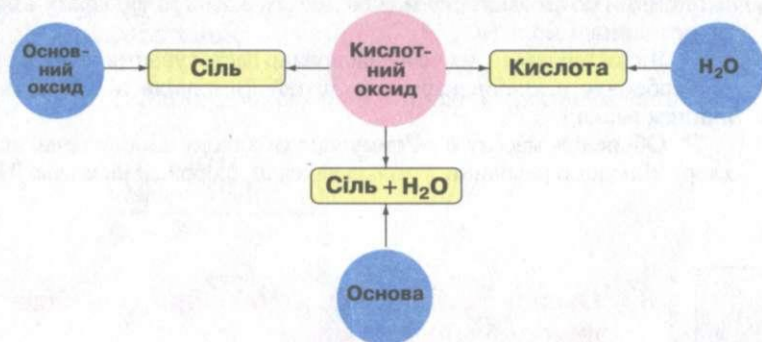 Основ-
ний
оксид
Сіль
Кислот-
ний
оксид
Кислота
H₂O
Сіль + H₂O
Основа